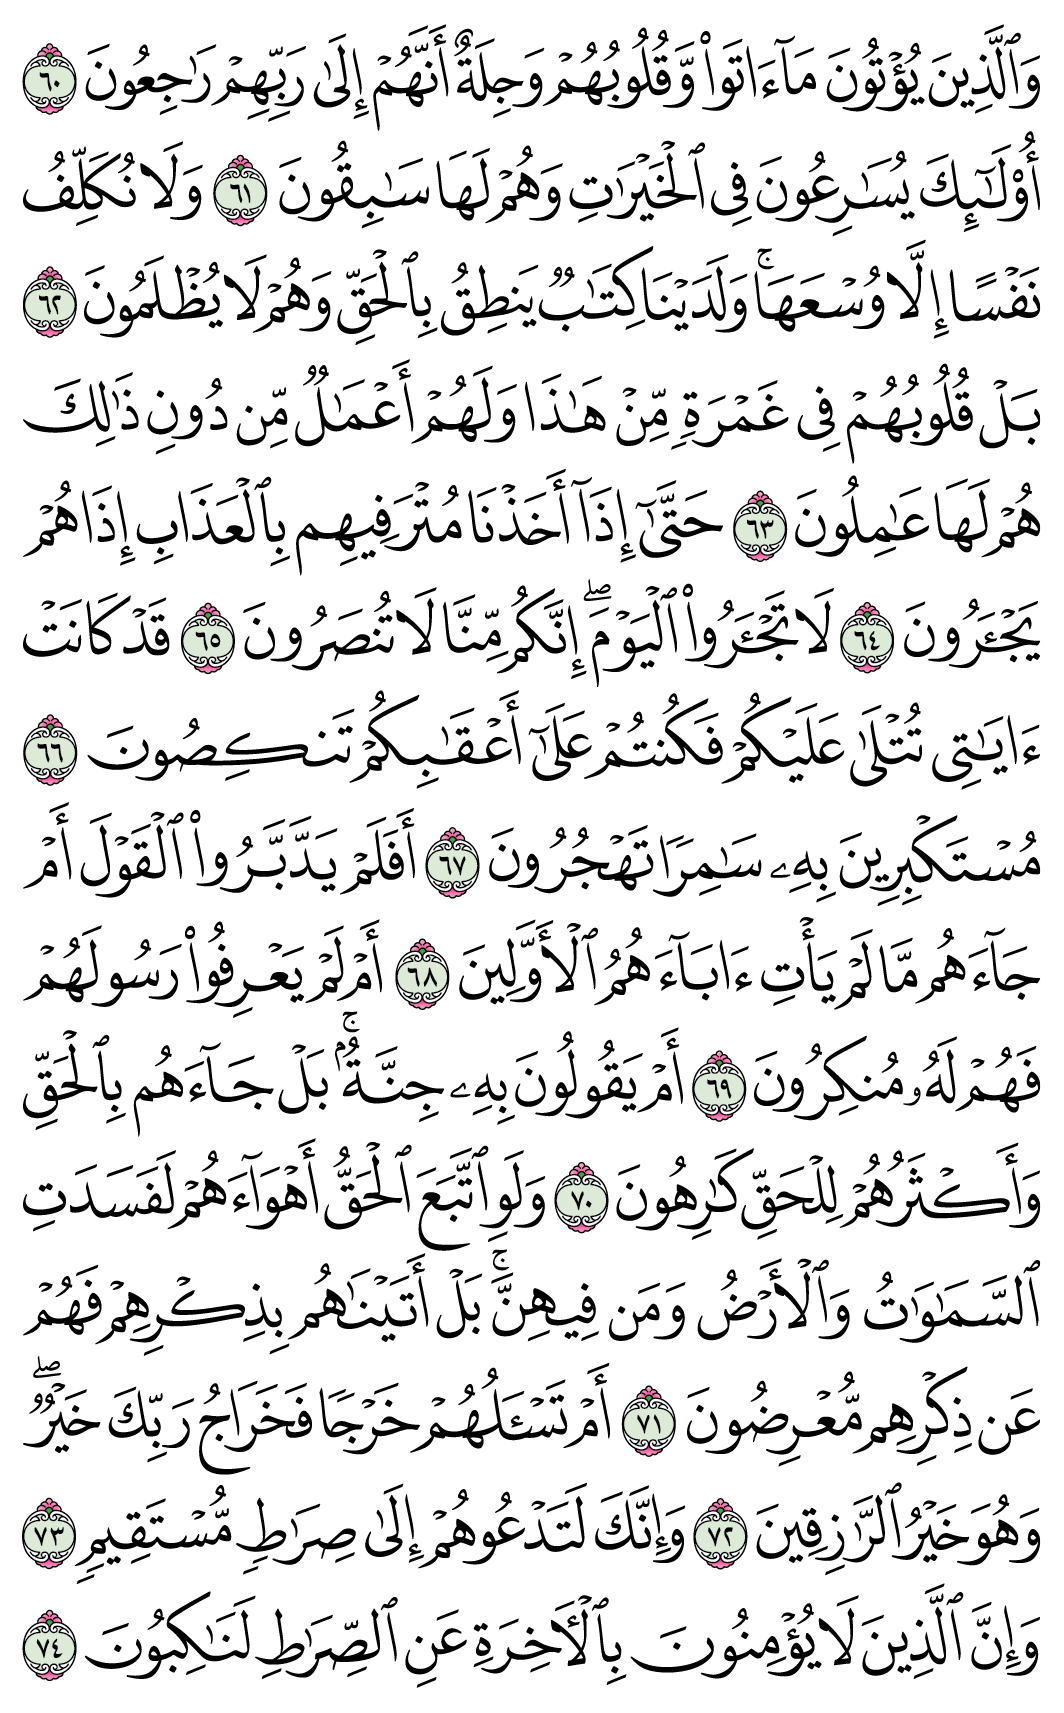 وَٱلَّذِينَ يُؤۡتُونَ مَآ ءَاتَواْ وَّقُلُوبُهُمۡ وَجِلَةٌ أَنَّهُمۡ إِلَىٰ رَبِّهِمۡ رَٰجِعُونَ ٦٠
أُوْلَـٰٓئِكَ يُسَٰرِعُونَ فِي ٱلۡخَيۡرَٰتِ وَهُمۡ لَهَا سَٰبِقُونَ ٦١ وَلَا نُكَلِّفُ
نَفۡسًا إِلَّا وُسۡعَهَاۚ وَلَدَيۡنَا كِتَٰبٞ يَنطِقُ بِٱلۡحَقِّ وَهُمۡ لَا يُظۡلَمُونَ ٦٢
بَلۡ قُلُوبُهُمۡ فِي غَمۡرَةٖ مِّنۡ هَٰذَا وَلَهُمۡ أَعۡمَٰلٞ مِّن دُونِ ذَٰلِكَ
هُمۡ لَهَا عَٰمِلُونَ ٦٣ حَتَّىٰٓ إِذَآ أَخَذۡنَا مُتۡرَفِيهِم بِٱلۡعَذَابِ إِذَا هُمۡ
يَجۡـَٔرُونَ ٦٤ لَا تَجۡـَٔرُواْ ٱلۡيَوۡمَۖ إِنَّكُم مِّنَّا لَا تُنصَرُونَ ٦٥ قَدۡ كَانَتۡ
ءَايَٰتِي تُتۡلَىٰ عَلَيۡكُمۡ فَكُنتُمۡ عَلَىٰٓ أَعۡقَٰبِكُمۡ تَنكِصُونَ ٦٦
مُسۡتَكۡبِرِينَ بِهِۦ سَٰمِرٗا تَهۡجُرُونَ ٦٧ أَفَلَمۡ يَدَّبَّرُواْ ٱلۡقَوۡلَ أَمۡ
جَآءَهُم مَّا لَمۡ يَأۡتِ ءَابَآءَهُمُ ٱلۡأَوَّلِينَ ٦٨ أَمۡ لَمۡ يَعۡرِفُواْ رَسُولَهُمۡ
فَهُمۡ لَهُۥ مُنكِرُونَ ٦٩ أَمۡ يَقُولُونَ بِهِۦ جِنَّةُۢۚ بَلۡ جَآءَهُم بِٱلۡحَقِّ
وَأَكۡثَرُهُمۡ لِلۡحَقِّ كَٰرِهُونَ ٧٠ وَلَوِ ٱتَّبَعَ ٱلۡحَقُّ أَهۡوَآءَهُمۡ لَفَسَدَتِ
ٱلسَّمَٰوَٰتُ وَٱلۡأَرۡضُ وَمَن فِيهِنَّۚ بَلۡ أَتَيۡنَٰهُم بِذِكۡرِهِمۡ فَهُمۡ
عَن ذِكۡرِهِم مُّعۡرِضُونَ ٧١ أَمۡ تَسۡـَٔلُهُمۡ خَرۡجٗا فَخَرَاجُ رَبِّكَ خَيۡرٞۖ
وَهُوَ خَيۡرُ ٱلرَّٰزِقِينَ ٧٢ وَإِنَّكَ لَتَدۡعُوهُمۡ إِلَىٰ صِرَٰطٖ مُّسۡتَقِيمٖ ٧٣
وَإِنَّ ٱلَّذِينَ لَا يُؤۡمِنُونَ بِٱلۡأٓخِرَةِ عَنِ ٱلصِّرَٰطِ لَنَٰكِبُونَ ٧٤